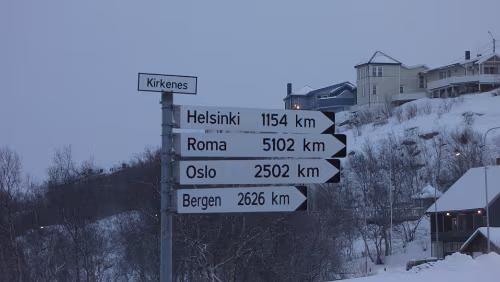 Kirkenes
Helsinki 1154 km
Roma 5102 km
Oslo 2502 km
Bergen 2626 km